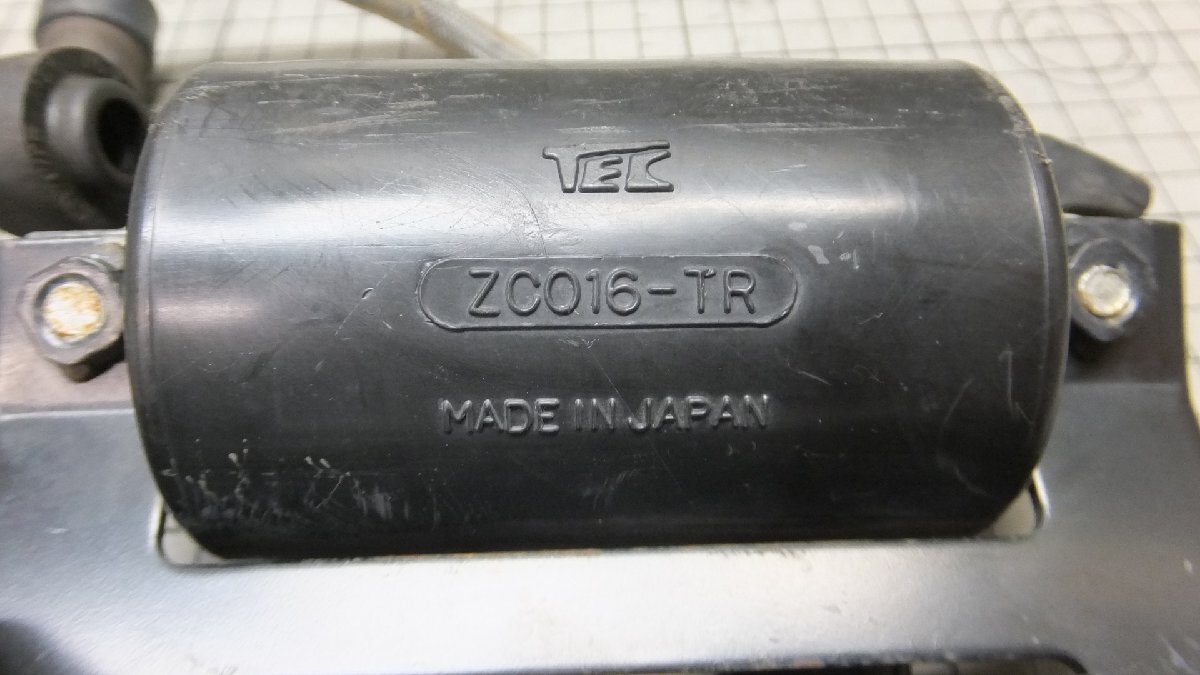 TEC
ZC016-TR
MADE IN JAPAN